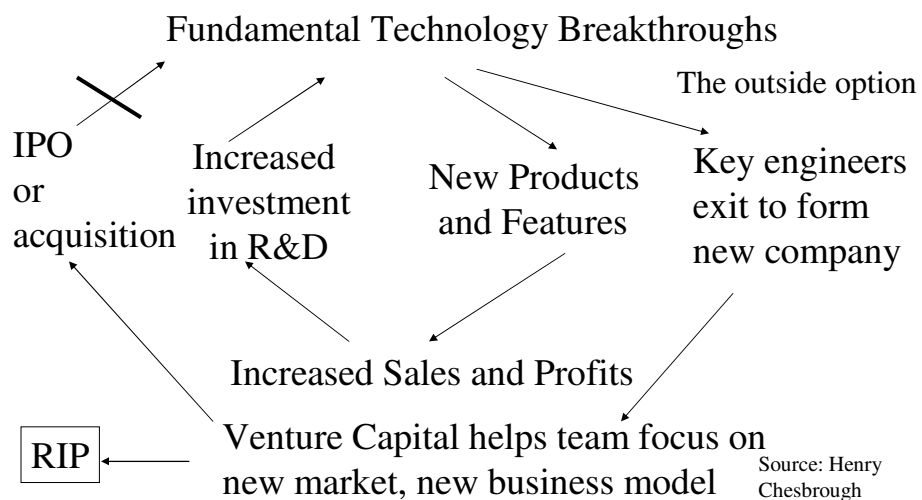 Fundamental Technology Breakthroughs
The outside option
IPO
or
acquisition
Increased
investment
in R&D
New Products
and Features
Key engineers
exit to form
new company
Increased Sales and Profits
RIP
Venture Capital helps team focus on
new market, new business model
Source: Henry
Chesbrough